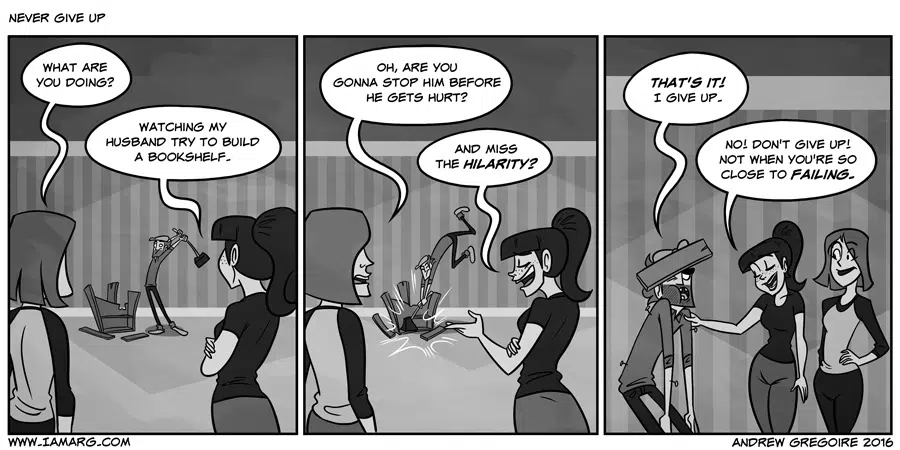 NEVER GIVE UP
WHAT ARE
YOU DOING?
WATCHING MY
HUSBAND TRY TO BUILD
A BOOKSHELF.
OH, ARE YOU
GONNA STOP HIM BEFORE
HE GETS HURT?
AND MISS
THE HILARITY?
THAT'S IT!
I GIVE UP.
NO! DON'T GIVE UP!
NOT WHEN YOU'RE SO
CLOSE TO FAILING.
WWW.IAMARG.COM
ANDREW GREGOIRE 2016